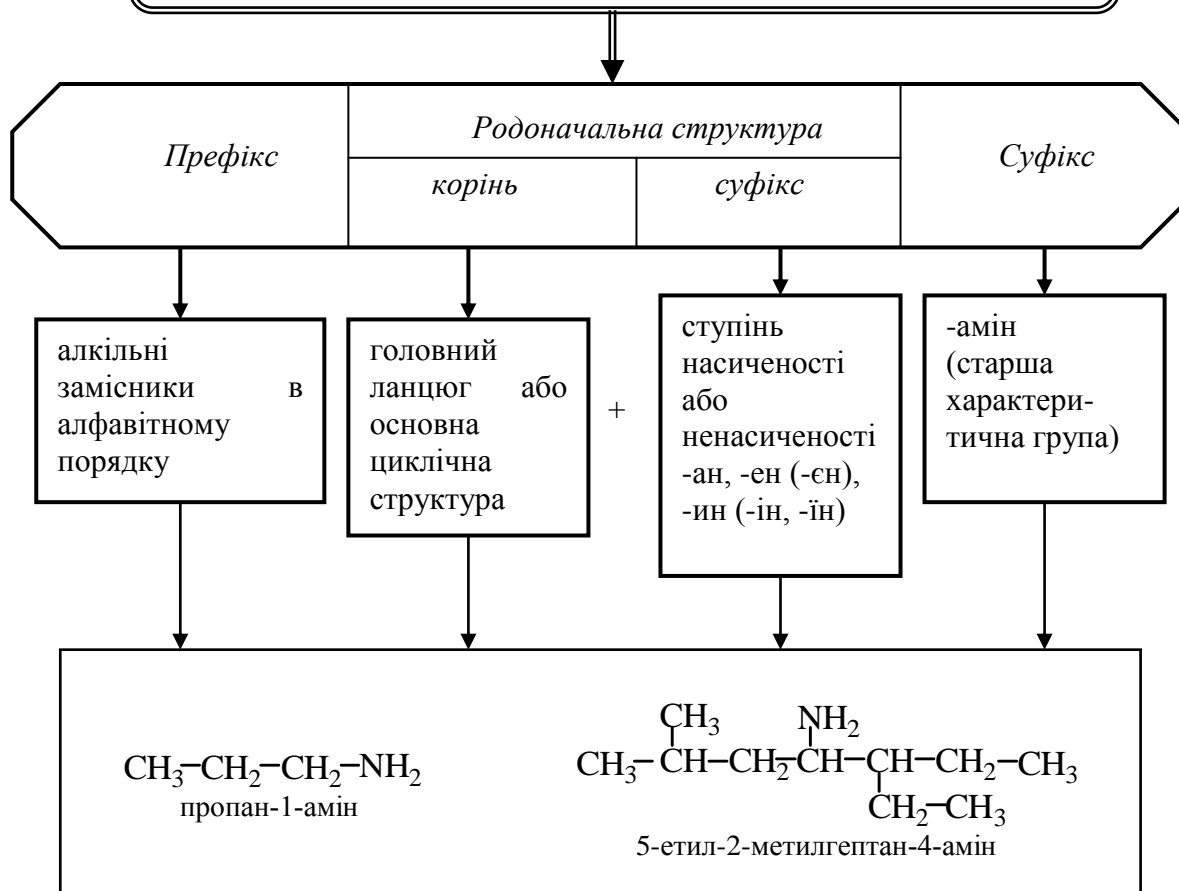 Префікс
Родоначальна структура
корінь
суфікс
Суфікс
алкільні
замісники в
алфавітному
порядку
головний
ланцюг або
основна
циклічна
структура
+
ступінь
насиченості
або
ненасиченості
-ан, -ен (-єн),
-ин (-ін, -їн)
-амін
(старша
характери-
тична група)
CH3–CH2–CH2–NH2
пропан-1-амін
CH3 NH2
CH3–CH–CH2–CH–CH–CH2–CH3
CH2–CH3
5-етил-2-метилгептан-4-амін